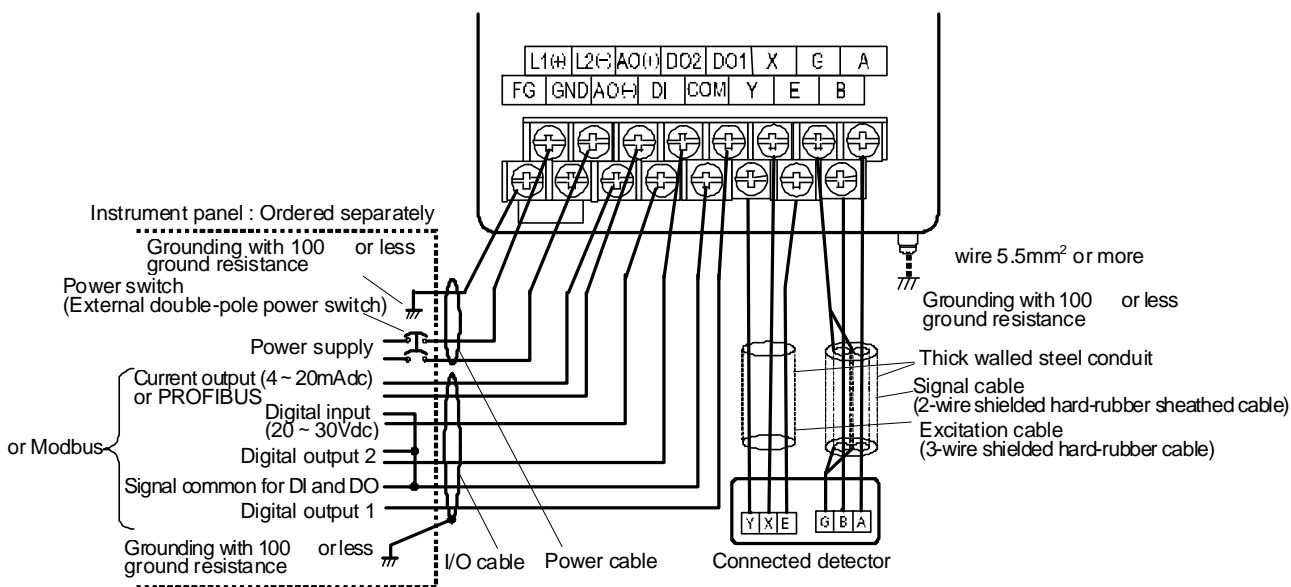 L1(+) L2(-) AO(+) DO2 DO1 X G A
FG GND AO(-) DI COM Y E B
Instrument panel : Ordered separately
Grounding with 100 or less
ground resistance
Power switch
(External double-pole power switch)
Power supply
Current output (4 ~ 20mAdc)
or PROFIBUS
Digital input
(20 ~ 30Vdc)
or Modbus
Digital output 2
Signal common for DI and DO
Digital output 1
Grounding with 100 or less
ground resistance
I/O cable
Power cable
wire 5.5mm² or more
Grounding with 100 or less
ground resistance
Thick walled steel conduit
Signal cable
(2-wire shielded hard-rubber sheathed cable)
Excitation cable
(3-wire shielded hard-rubber cable)
Y X E G B A
Connected detector